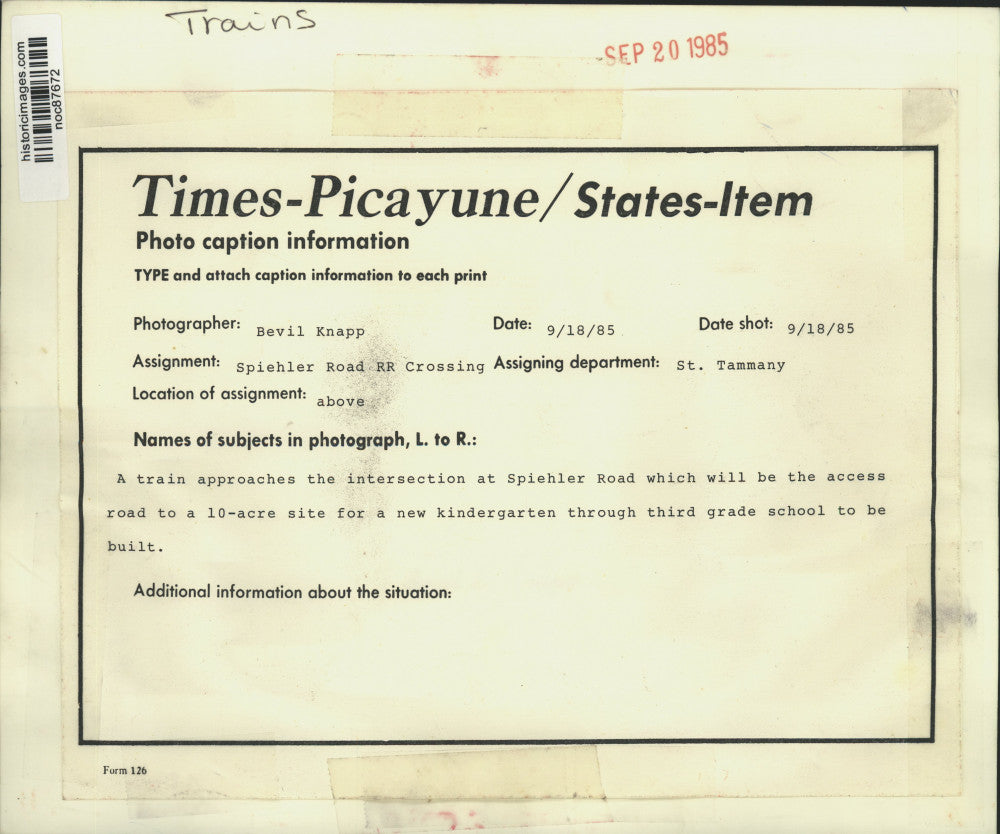 Trains
SEP 20 1985
historicimages.com
noc87672
Times-Picayune/States-Item
Photo caption information
TYPE and attach caption information to each print
Photographer: Bevil Knapp Date: 9/18/85 Date shot: 9/18/85
Assignment: Spiehler Road RR Crossing Assigning department: St. Tammany
Location of assignment: above
Names of subjects in photograph, L. to R.:
A train approaches the intersection at Spiehler Road which will be the access
road to a 10-acre site for a new kindergarten through third grade school to be
built.
Additional information about the situation:
Form 126